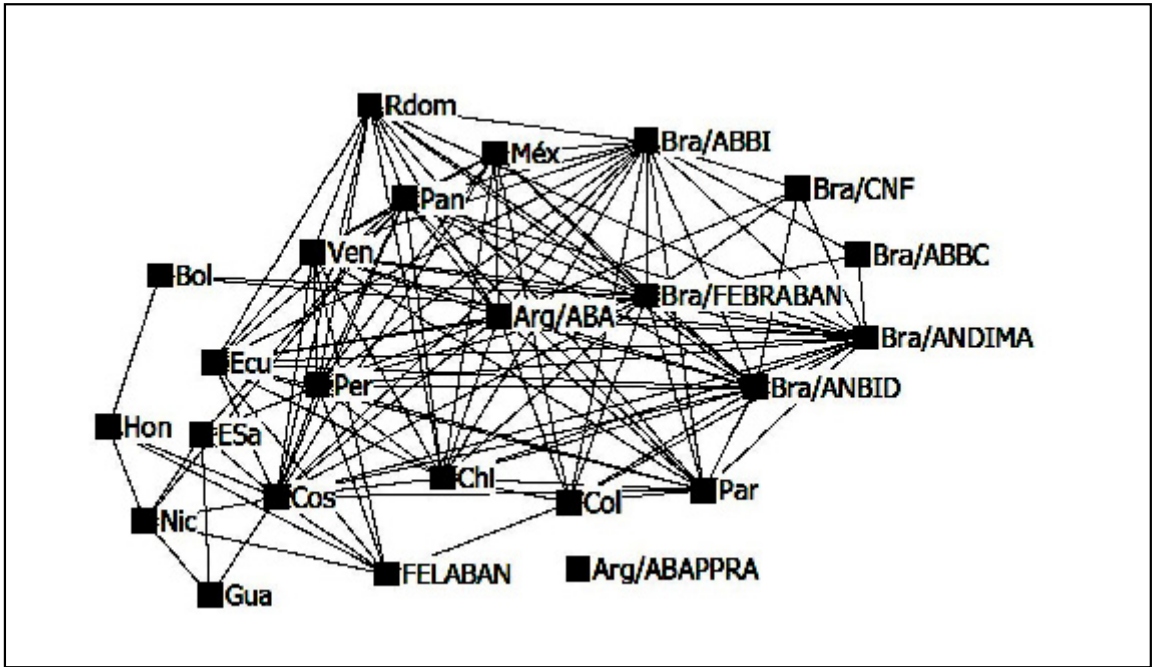 Rdom
Bra/ABBI
Méx
Bra/CNF
Pan
Ven
Bra/ABBC
Bol
Bra/FEBRABAN
Arg/ABA
Bra/ANDIMA
Ecu
Per
Bra/ANBID
Hon
ESa
Chi
Par
Cos
Col
Nic
FELABAN
Arg/ABAPPRA
Gua